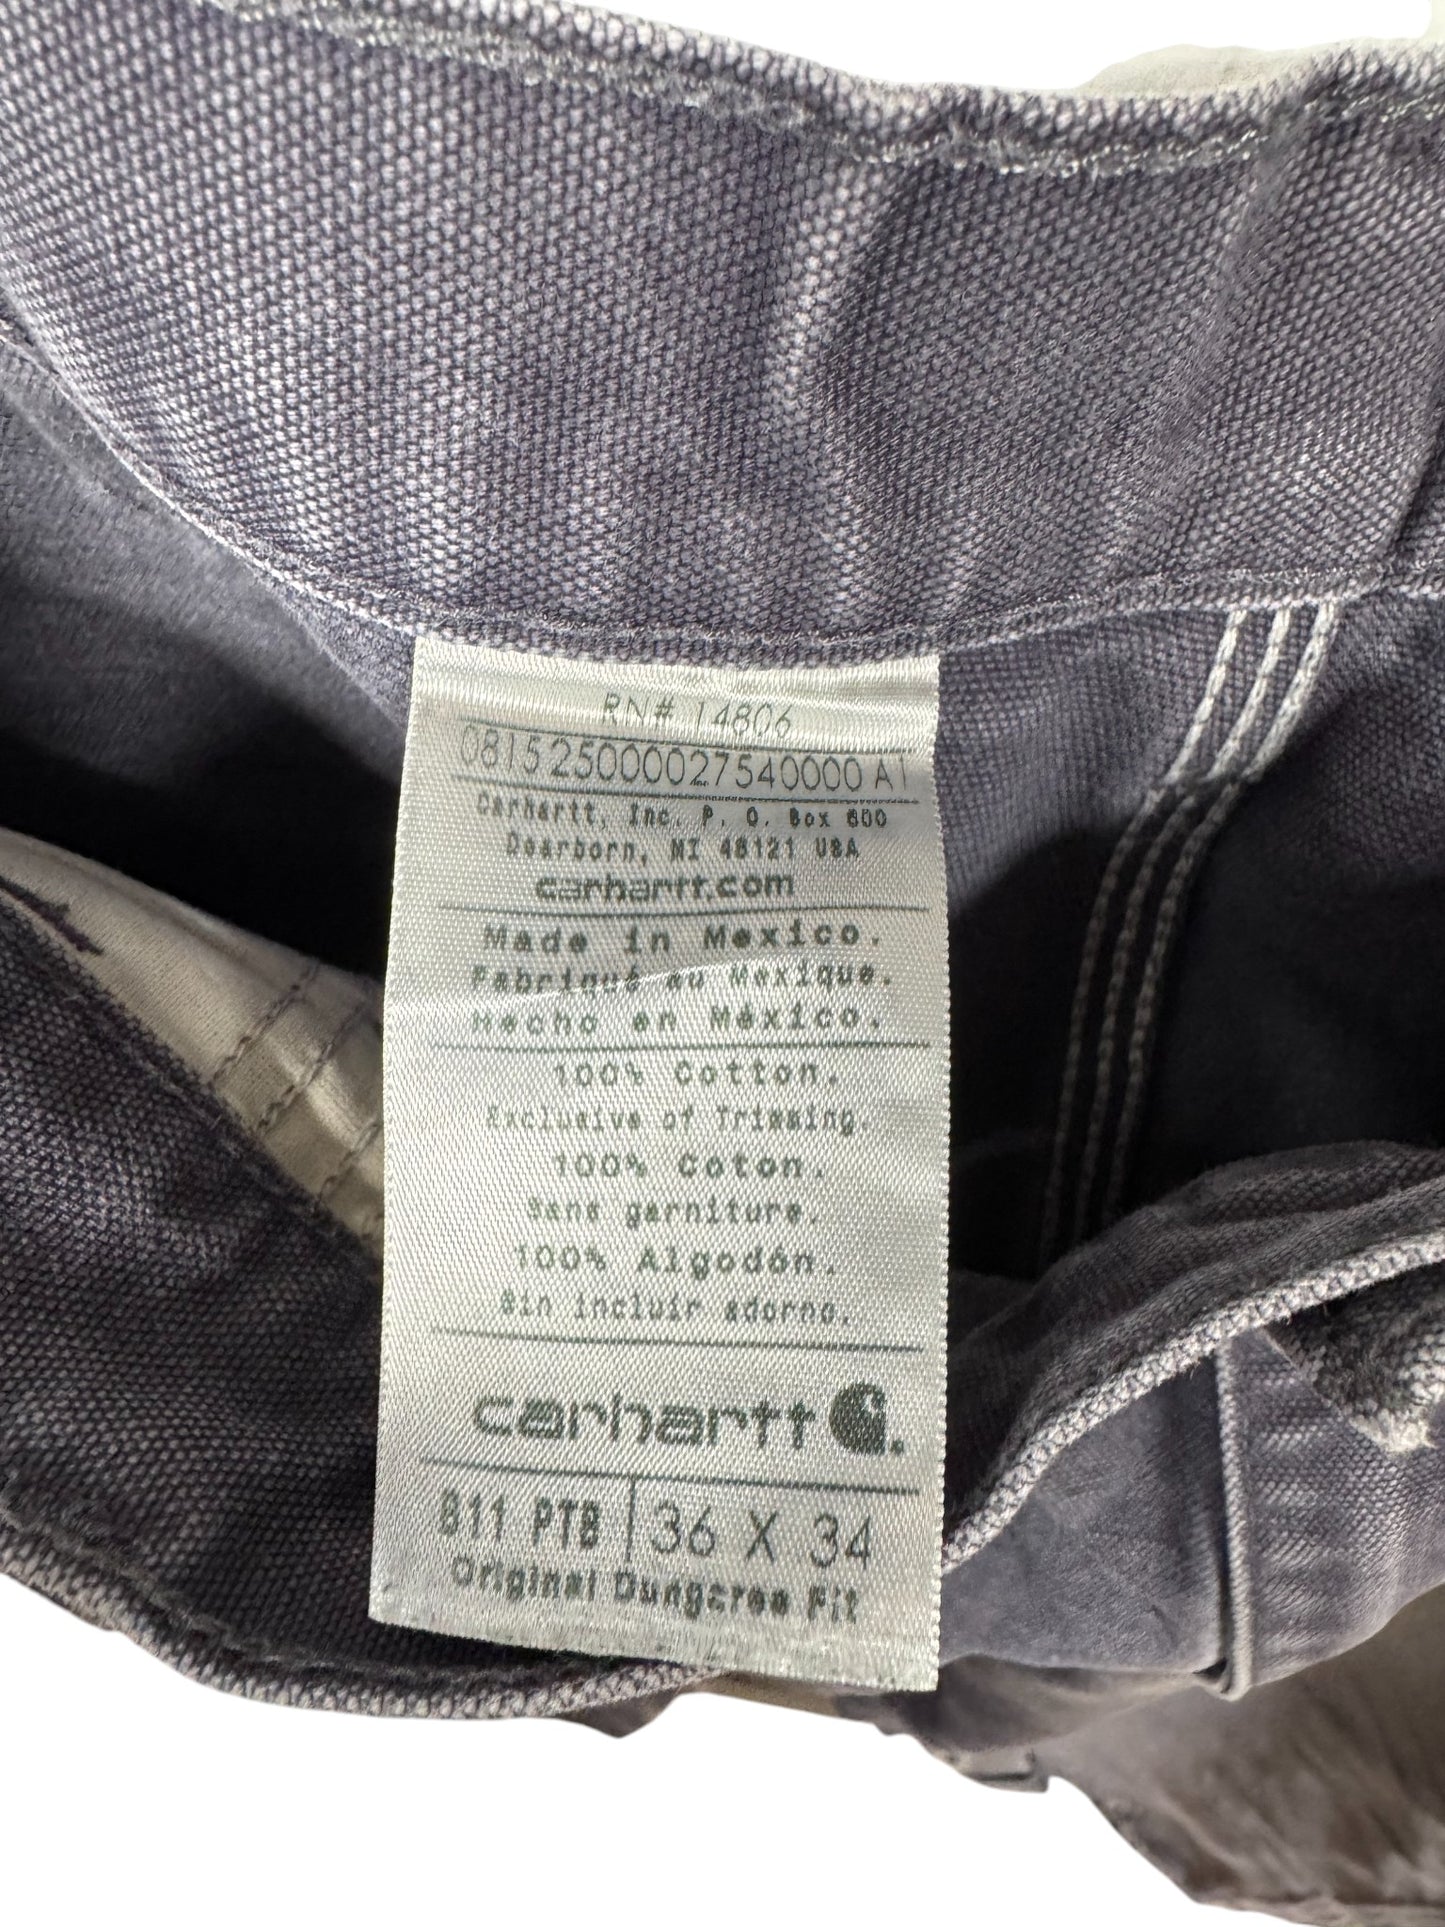 RN# 14806
081525000027540000 A1
Carhartt, Inc. P. O. Box 600
Dearborn, MI 48121 USA
carhartt.com
Made in Mexico.
Fabriqué au Mexique.
Hecho en México.
100% Cotton.
Exclusive of Trimming.
100% Coton.
Sans garniture.
100% Algodón.
Sin incluir adorno.
carhartt
B11 PTB | 36 X 34
Original Dungaree Fit